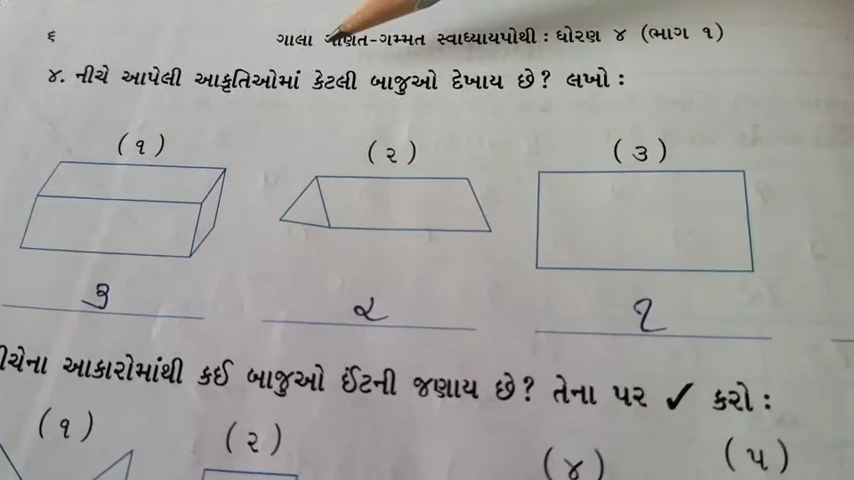 ૬ ગાલા ગણિત-ગમ્મત સ્વાધ્યાયપોથી : ધોરણ ૪ (ભાગ ૧)
૪. નીચે આપેલી આકૃતિઓમાં કેટલી બાજુઓ દેખાય છે? લખો :
(૧) (૨) (૩)
૩ ૨ ૧
નીચેના આકારોમાંથી કઈ બાજુઓ ઈંટની જણાય છે? તેના પર ✓ કરો :
(૧) (૨) (૪) (૫)